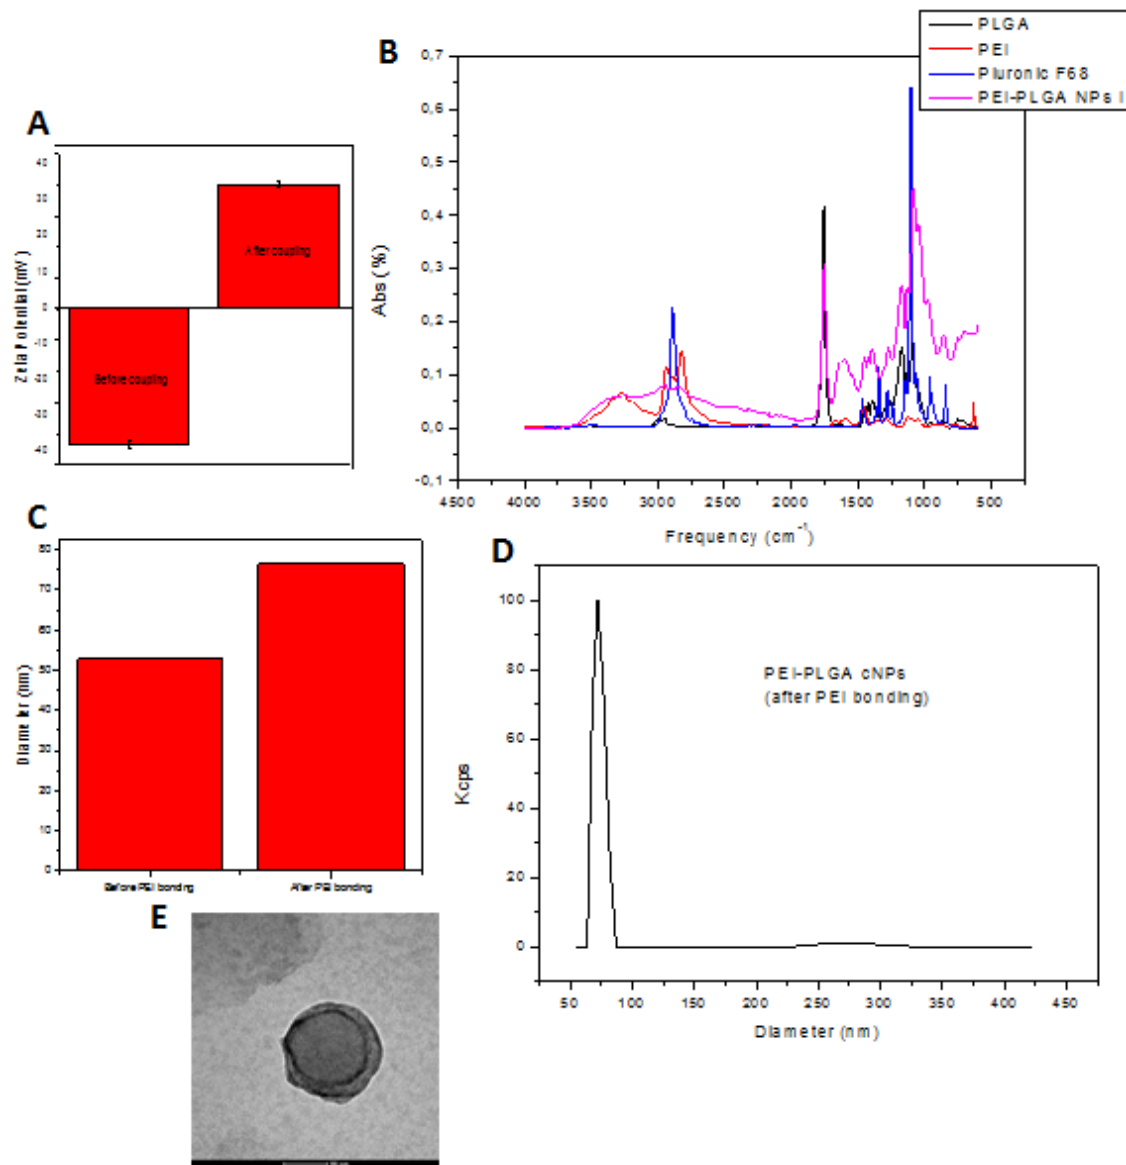 PLGA
PEI
Pluronic F68
PEI-PLGA NPs I
B
0,7
0,6
0,5
0,4
0,3
0,2
0,1
0,0
-0,1
Abs (%)
4500 4000 3500 3000 2500 2000 1500 1000 500
Frequency (cm⁻¹)
A
40
30
20
10
0
-10
-20
-30
40
Zeta Potential (mV)
After coupling
Before coupling
C
80
70
60
50
40
30
20
10
0
Diameter (nm)
Before PEI bonding After PEI bonding
D
100
80
60
40
20
0
Kcps
PEI-PLGA cNPs
(after PEI bonding)
50 100 150 200 250 300 350 400 450
Diameter (nm)
E